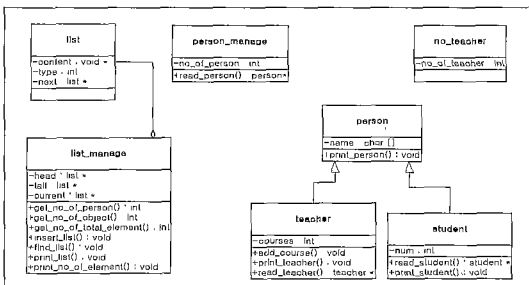 list
-content . void *
-type . int
-next list *
person_manage
-no_of_person int
+read_person() person*
no_teacher
-no_of_teacher int
person
-name char []
+print_person() : void
list_manage
-head * list *
-tail list *
-current * list *
+get_no_of_person() * int
+get_no_of_object() int
+get_no_of_total_element() . int
+insert_list() : void
+find_list() * void
+print_list() . void
+print_no_of_element() : void
teacher
-courses int
+add_course() void
+print_teacher() . void
+read_teacher() teacher *
student
-num . int
+read_student() * student *
+print_student() : void